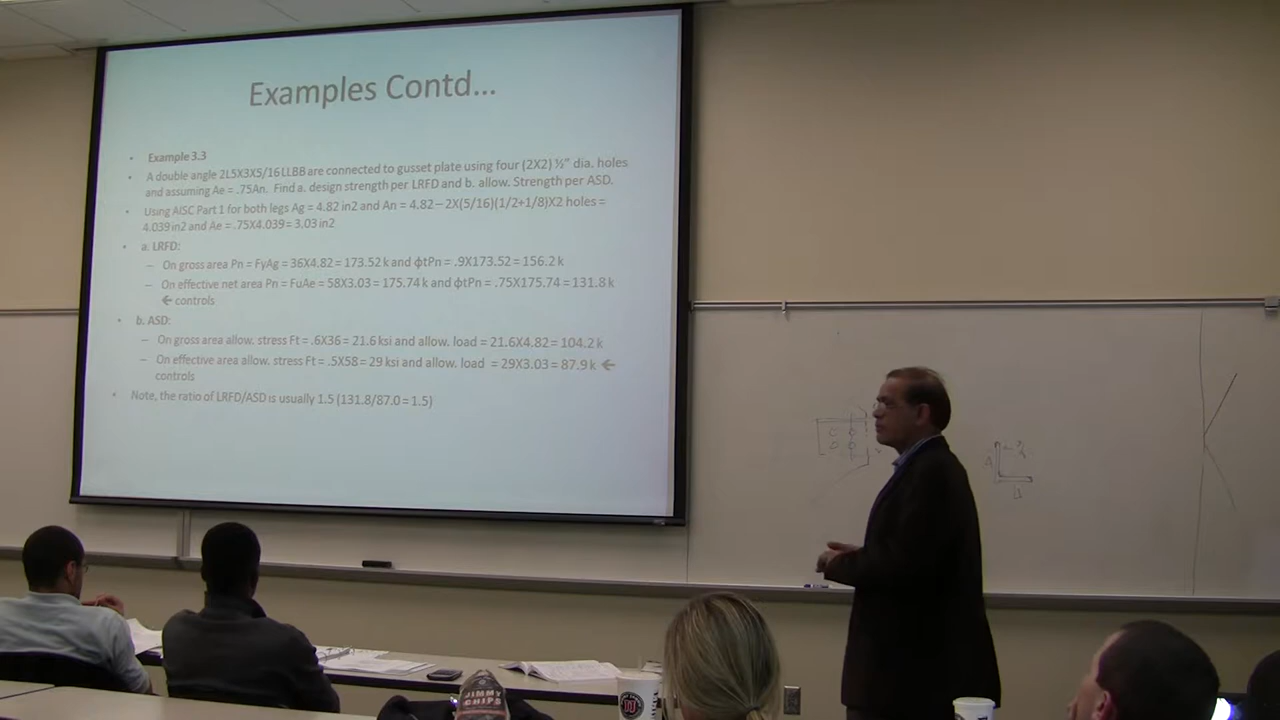 Examples Contd...
• Example 3.3
• A double angle 2L5X3X5/16 LLBB are connected to gusset plate using four (2X2) ½" dia. holes
and assuming Ae = .75An. Find a. design strength per LRFD and b. allow. Strength per ASD.
• Using AISC Part 1 for both legs Ag = 4.82 in2 and An = 4.82 – 2X(5/16)(1/2+1/8)X2 holes =
4.039 in2 and Ae = .75X4.039 = 3.03 in2
• a. LRFD:
– On gross area Pn = FyAg = 36X4.82 = 173.52 k and ϕtPn = .9X173.52 = 156.2 k
– On effective net area Pn = FuAe = 58X3.03 = 175.74 k and ϕtPn = .75X175.74 = 131.8 k
← controls
• b. ASD:
– On gross area allow. stress Ft = .6X36 = 21.6 ksi and allow. load = 21.6X4.82 = 104.2 k
– On effective area allow. stress Ft = .5X58 = 29 ksi and allow. load = 29X3.03 = 87.9 k ←
controls
• Note, the ratio of LRFD/ASD is usually 1.5 (131.8/87.0 = 1.5)
JIMMY
CHIPS
JJ